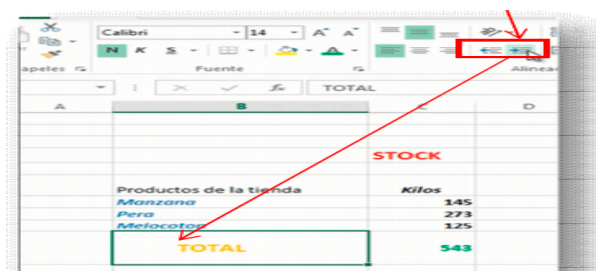 Calibri 14 A A
N K S A
apeles Fuente Alineac
fx TOTAL
A B C D
STOCK
Productos de la tienda Kilos
Manzana 145
Pera 273
Melocoton 125
TOTAL 543